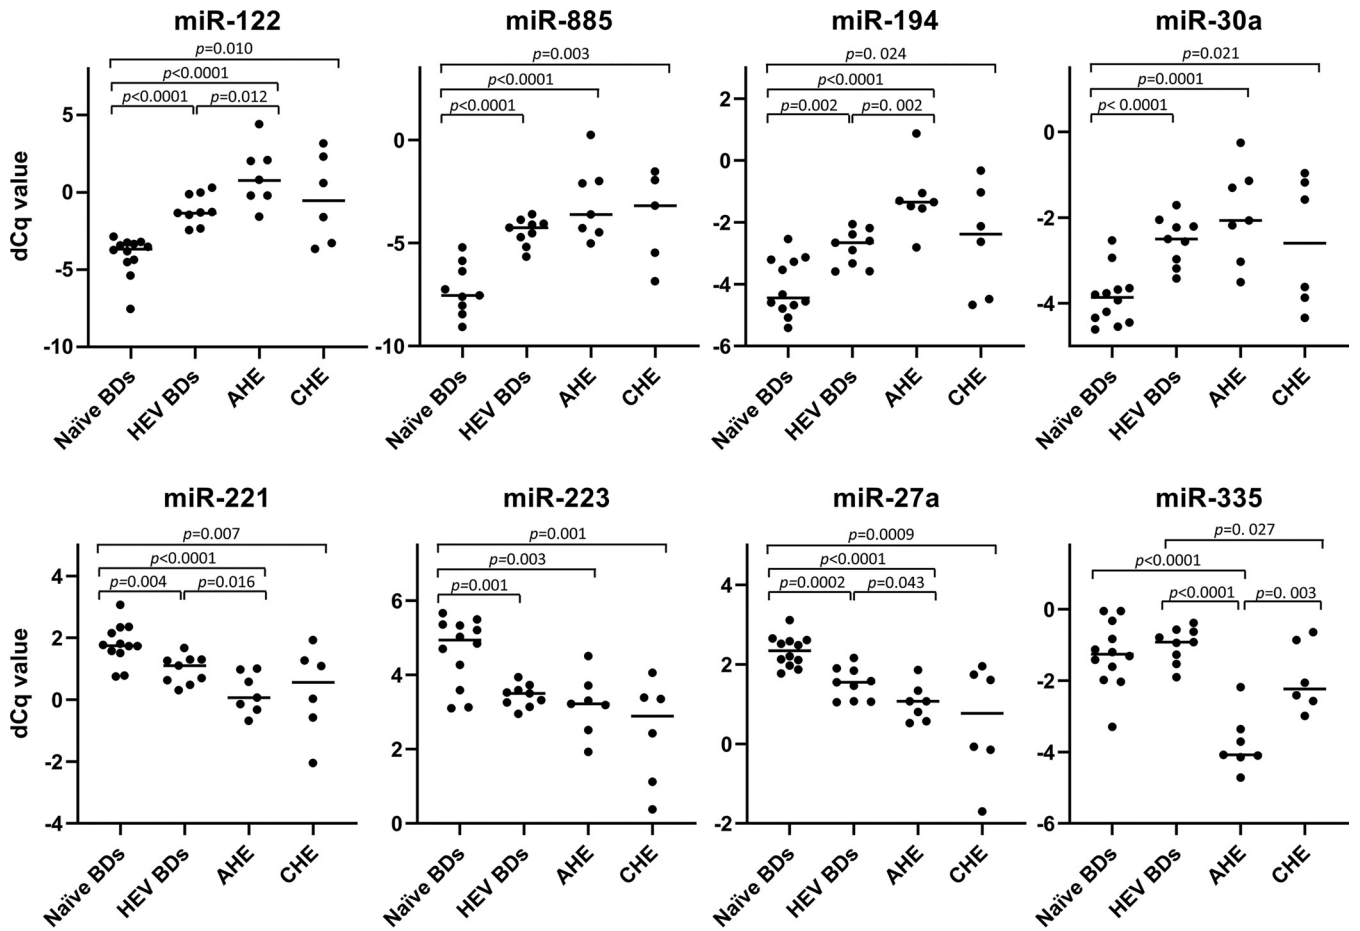 miR-122
miR-885
miR-194
miR-30a
p=0.010
p<0.0001
p<0.0001
p=0.012
dCq value
5
0
-5
-10
Naïve BDs
HEV BDs
AHE
CHE
p=0.003
p<0.0001
p<0.0001
0
-5
-10
Naïve BDs
HEV BDs
AHE
CHE
p=0. 024
p<0.0001
p=0.002
p=0. 002
2
0
-2
-4
-6
Naïve BDs
HEV BDs
AHE
CHE
p=0.021
p=0.0001
p< 0.0001
0
-2
-4
Naïve BDs
HEV BDs
AHE
CHE
miR-221
miR-223
miR-27a
miR-335
p=0.007
p<0.0001
p=0.004
p=0.016
dCq value
4
2
0
-2
-4
Naïve BDs
HEV BDs
AHE
CHE
p=0.001
p=0.003
p=0.001
6
4
2
0
Naïve BDs
HEV BDs
AHE
CHE
p=0.0009
p<0.0001
p=0.0002
p=0.043
4
2
0
-2
Naïve BDs
HEV BDs
AHE
CHE
p=0. 027
p<0.0001
p<0.0001
p=0. 003
0
-2
-4
-6
Naïve BDs
HEV BDs
AHE
CHE